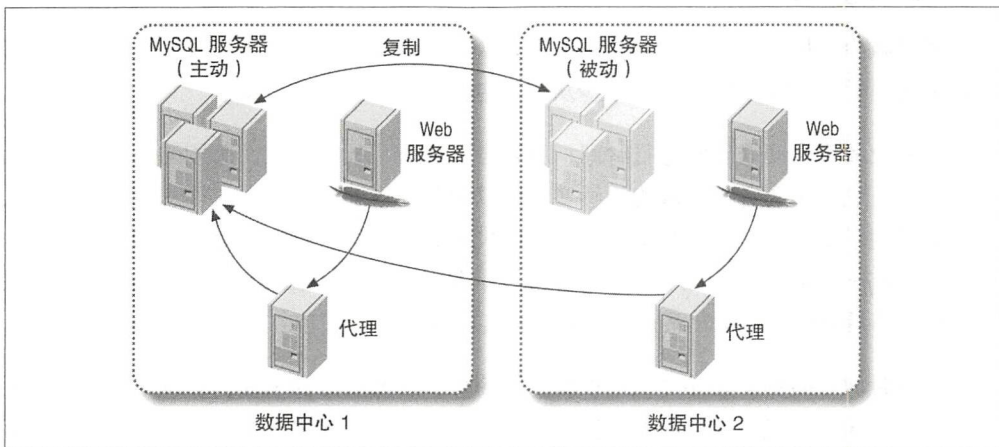 MySQL 服务器
（主动）
复制
MySQL 服务器
（被动）
Web
服务器
Web
服务器
代理
代理
数据中心 1
数据中心 2